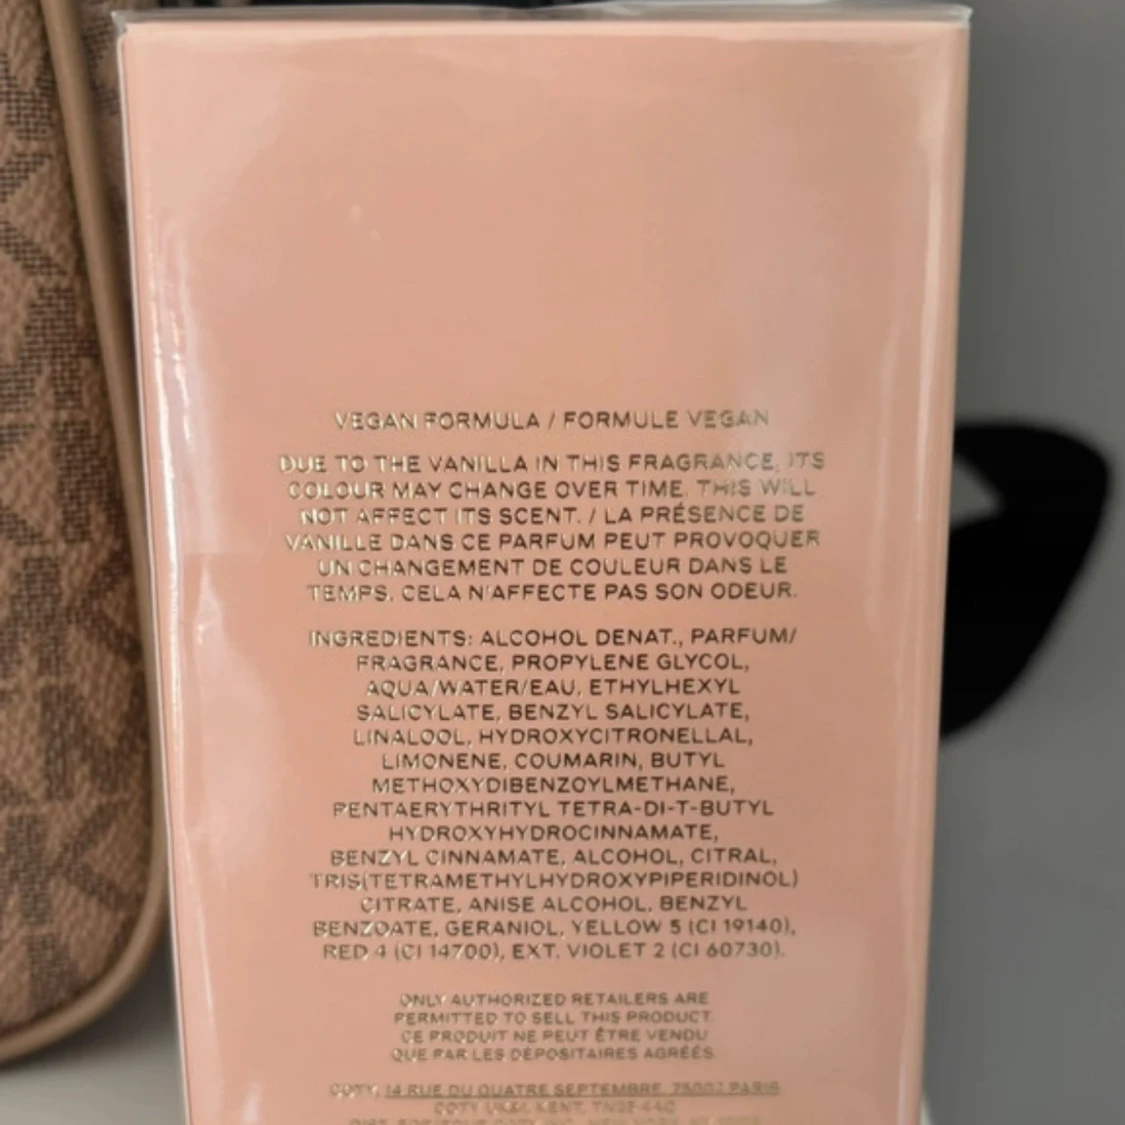 VEGAN FORMULA / FORMULE VEGAN
DUE TO THE VANILLA IN THIS FRAGRANCE, ITS
COLOUR MAY CHANGE OVER TIME. THIS WILL
NOT AFFECT ITS SCENT. / LA PRÉSENCE DE
VANILLE DANS CE PARFUM PEUT PROVOQUER
UN CHANGEMENT DE COULEUR DANS LE
TEMPS. CELA N'AFFECTE PAS SON ODEUR.
INGREDIENTS: ALCOHOL DENAT., PARFUM/
FRAGRANCE, PROPYLENE GLYCOL,
AQUA/WATER/EAU, ETHYLHEXYL
SALICYLATE, BENZYL SALICYLATE,
LINALOOL, HYDROXYCITRONELLAL,
LIMONENE, COUMARIN, BUTYL
METHOXYDIBENZOYLMETHANE,
PENTAERYTHRITYL TETRA-DI-T-BUTYL
HYDROXYHYDROCINNAMATE,
BENZYL CINNAMATE, ALCOHOL, CITRAL,
TRIS(TETRAMETHYLHYDROXYPIPERIDINOL)
CITRATE, ANISE ALCOHOL, BENZYL
BENZOATE, GERANIOL, YELLOW 5 (CI 19140),
RED 4 (CI 14700), EXT. VIOLET 2 (CI 60730).
ONLY AUTHORIZED RETAILERS ARE
PERMITTED TO SELL THIS PRODUCT.
CE PRODUIT NE PEUT ÊTRE VENDU
QUE PAR LES DÉPOSITAIRES AGRÉÉS.
COTY, 14 RUE DU QUATRE SEPTEMBRE, 75002 PARIS
COTY UK&I, KENT,